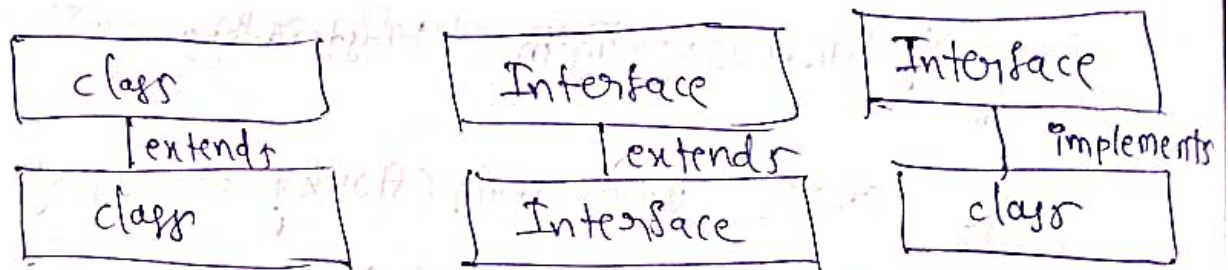 class Interface Interface
extends extends implements
class Interface class